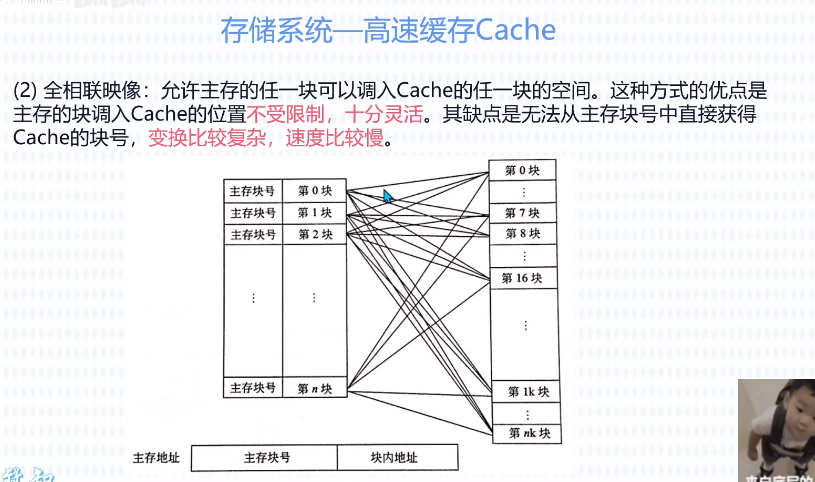 存储系统—高速缓存Cache
(2) 全相联映像：允许主存的任一块可以调入Cache的任一块的空间。这种方式的优点是
主存的块调入Cache的位置不受限制，十分灵活。其缺点是无法从主存块号中直接获得
Cache的块号，变换比较复杂，速度比较慢。
主存块号 第 0 块
主存块号 第 1 块
主存块号 第 2 块
⋮ ⋮
主存块号 第 n 块
第 0 块
⋮
第 7 块
第 8 块
⋮
第 16 块
⋮
第 1k 块
⋮
第 nk 块
主存地址 主存块号 块内地址